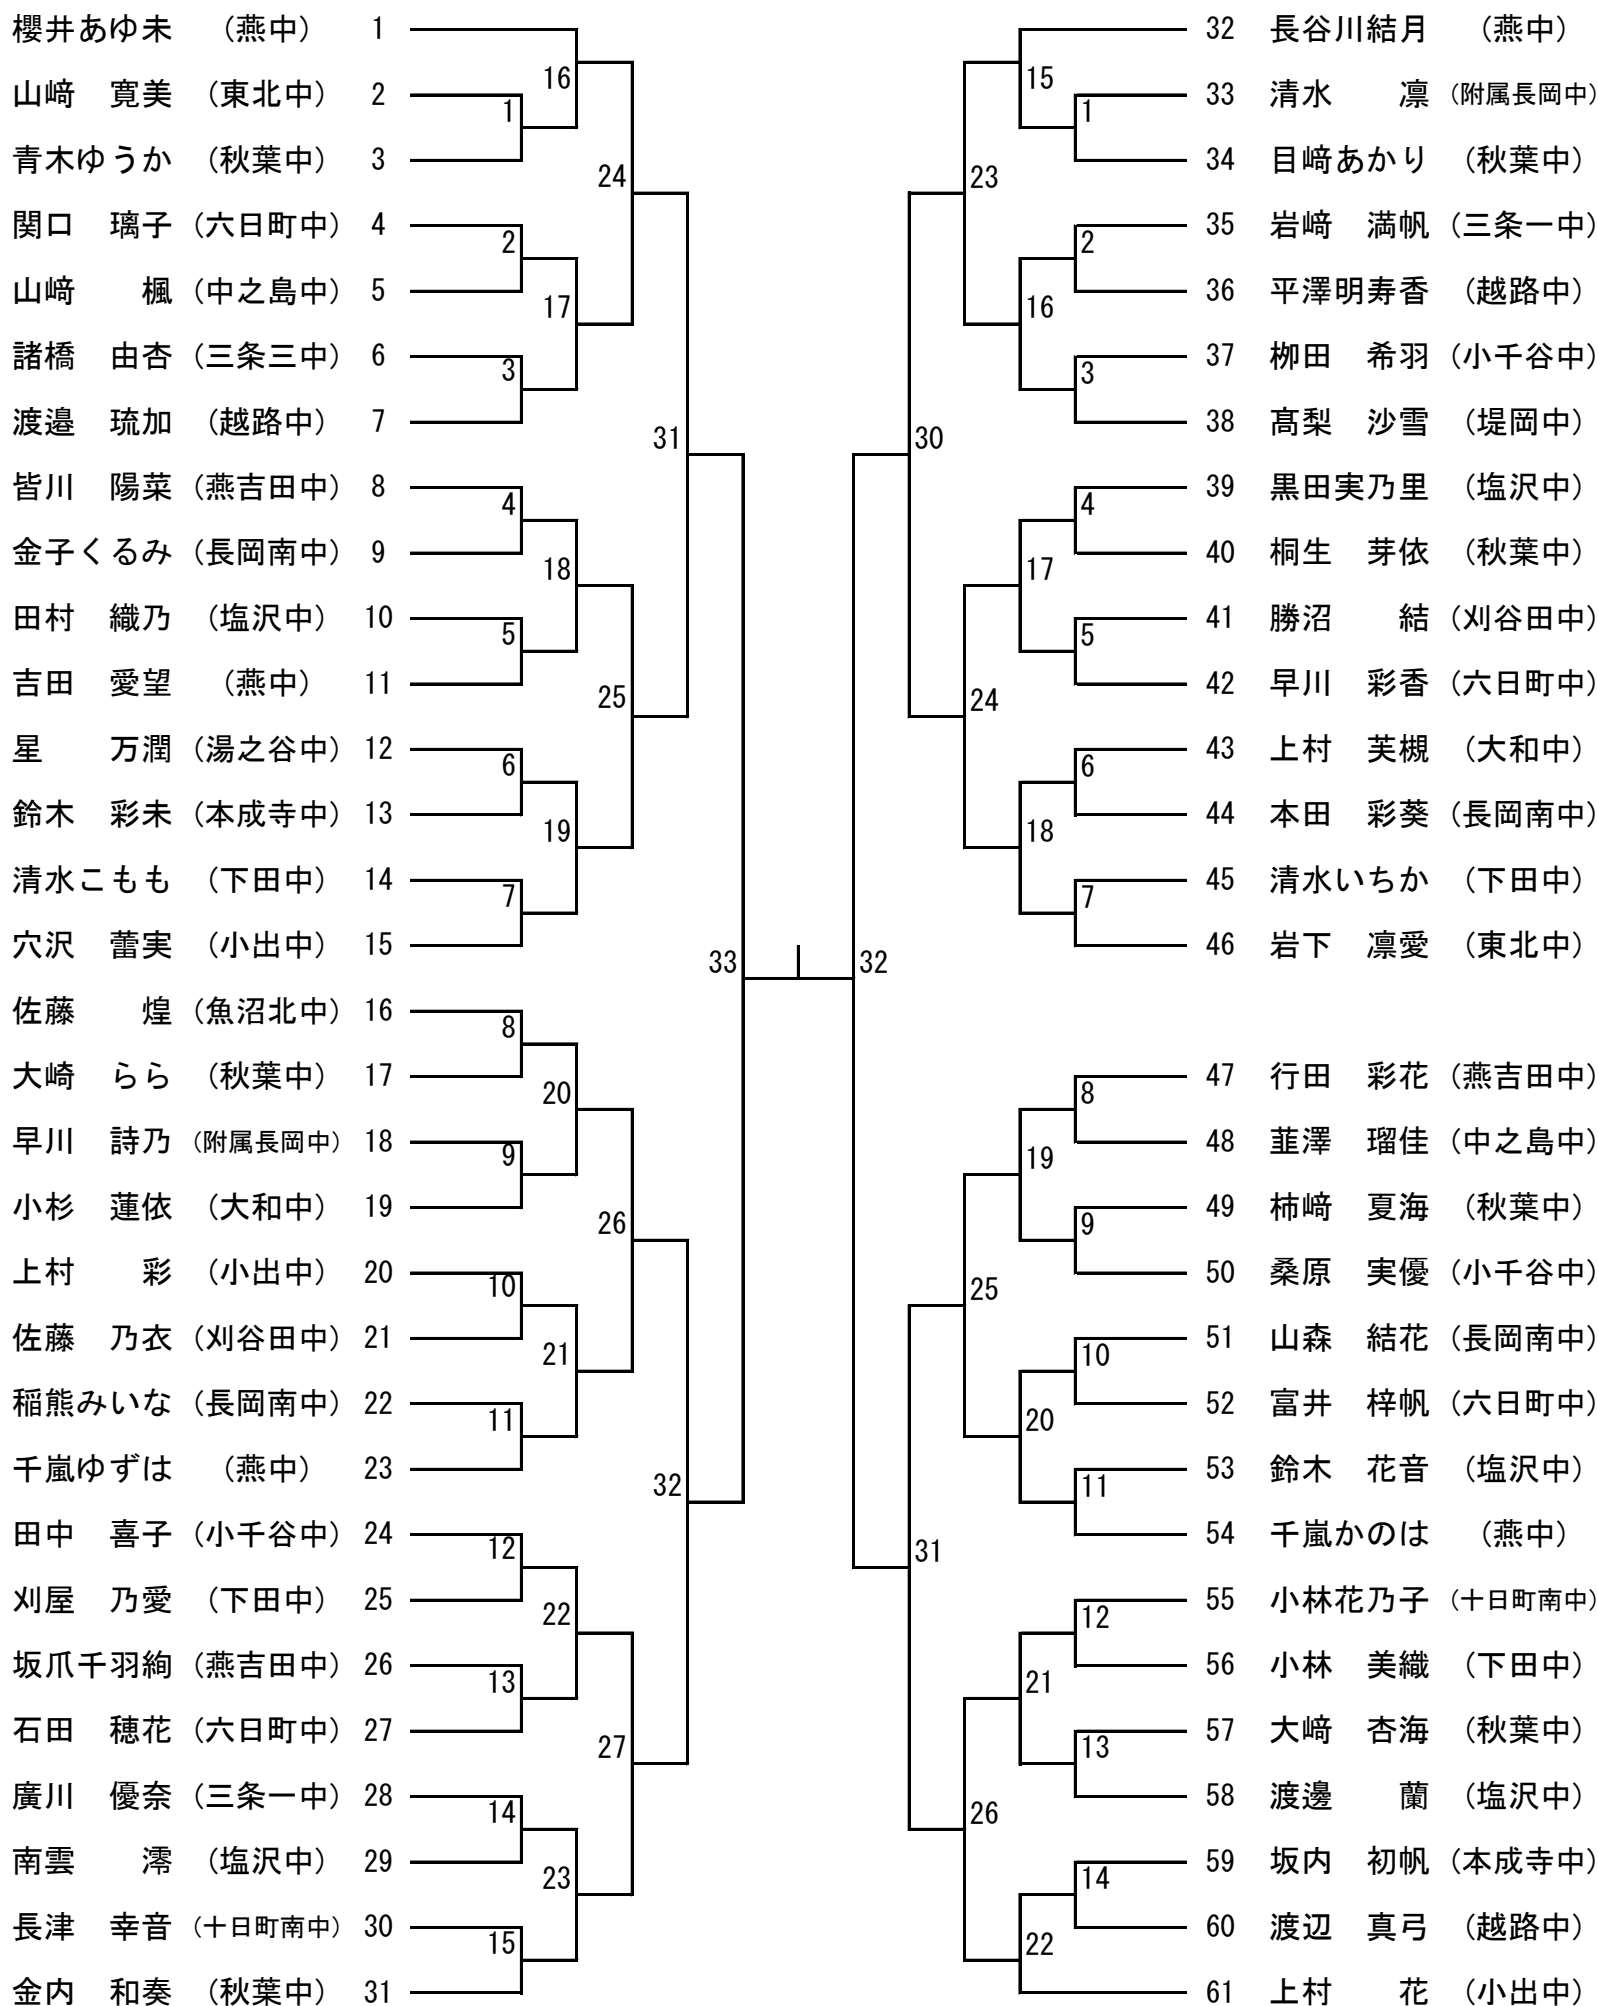 櫻井あゆ未 (燕中) 1
山﨑 寛美 (東北中) 2
青木ゆうか (秋葉中) 3
関口 璃子 (六日町中) 4
山﨑 楓 (中之島中) 5
諸橋 由杏 (三条三中) 6
渡邉 琉加 (越路中) 7
皆川 陽菜 (燕吉田中) 8
金子くるみ (長岡南中) 9
田村 織乃 (塩沢中) 10
吉田 愛望 (燕中) 11
星 万潤 (湯之谷中) 12
鈴木 彩未 (本成寺中) 13
清水こもも (下田中) 14
穴沢 蕾実 (小出中) 15
佐藤 煌 (魚沼北中) 16
大崎 らら (秋葉中) 17
早川 詩乃 (附属長岡中) 18
小杉 蓮依 (大和中) 19
上村 彩 (小出中) 20
佐藤 乃衣 (刈谷田中) 21
稲熊みいな (長岡南中) 22
千嵐ゆずは (燕中) 23
田中 喜子 (小千谷中) 24
刈屋 乃愛 (下田中) 25
坂爪千羽絢 (燕吉田中) 26
石田 穂花 (六日町中) 27
廣川 優奈 (三条一中) 28
南雲 澪 (塩沢中) 29
長津 幸音 (十日町南中) 30
金内 和奏 (秋葉中) 31
1
2
3
4
5
6
7
8
9
10
11
12
13
14
15
16
17
18
19
20
21
22
23
24
25
26
27
31
32
33
32
30
31
23
24
25
26
15
16
17
18
19
20
21
22
1
2
3
4
5
6
7
8
9
10
11
12
13
14
32 長谷川結月 (燕中)
33 清水 凛 (附属長岡中)
34 目﨑あかり (秋葉中)
35 岩﨑 満帆 (三条一中)
36 平澤明寿香 (越路中)
37 栁田 希羽 (小千谷中)
38 髙梨 沙雪 (堤岡中)
39 黒田実乃里 (塩沢中)
40 桐生 芽依 (秋葉中)
41 勝沼 結 (刈谷田中)
42 早川 彩香 (六日町中)
43 上村 芙槻 (大和中)
44 本田 彩葵 (長岡南中)
45 清水いちか (下田中)
46 岩下 凛愛 (東北中)
47 行田 彩花 (燕吉田中)
48 韮澤 瑠佳 (中之島中)
49 柿﨑 夏海 (秋葉中)
50 桑原 実優 (小千谷中)
51 山森 結花 (長岡南中)
52 富井 梓帆 (六日町中)
53 鈴木 花音 (塩沢中)
54 千嵐かのは (燕中)
55 小林花乃子 (十日町南中)
56 小林 美織 (下田中)
57 大﨑 杏海 (秋葉中)
58 渡邊 蘭 (塩沢中)
59 坂内 初帆 (本成寺中)
60 渡辺 真弓 (越路中)
61 上村 花 (小出中)